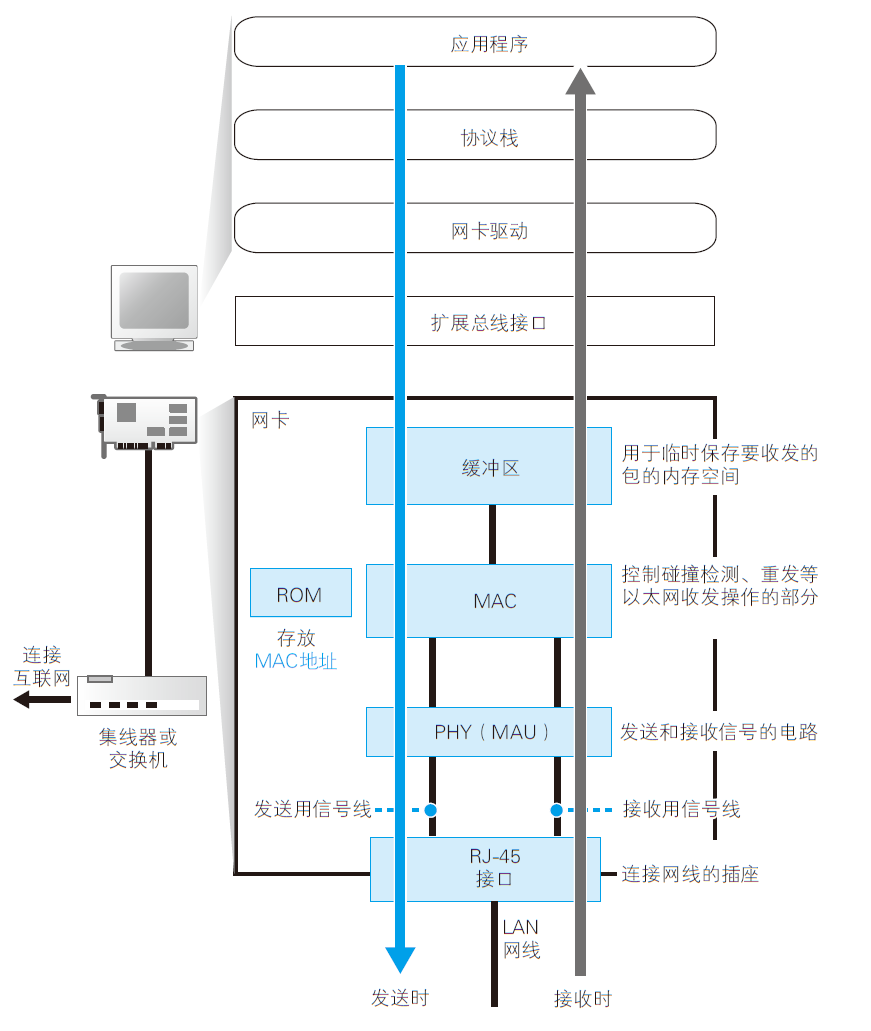 应用程序
协议栈
网卡驱动
扩展总线接口
网卡
缓冲区
用于临时保存要收发的
包的内存空间
ROM
存放
MAC地址
MAC
控制碰撞检测、重发等
以太网收发操作的部分
连接
互联网
集线器或
交换机
PHY（MAU）
发送和接收信号的电路
发送用信号线
接收用信号线
RJ-45
接口
连接网线的插座
LAN
网线
发送时
接收时